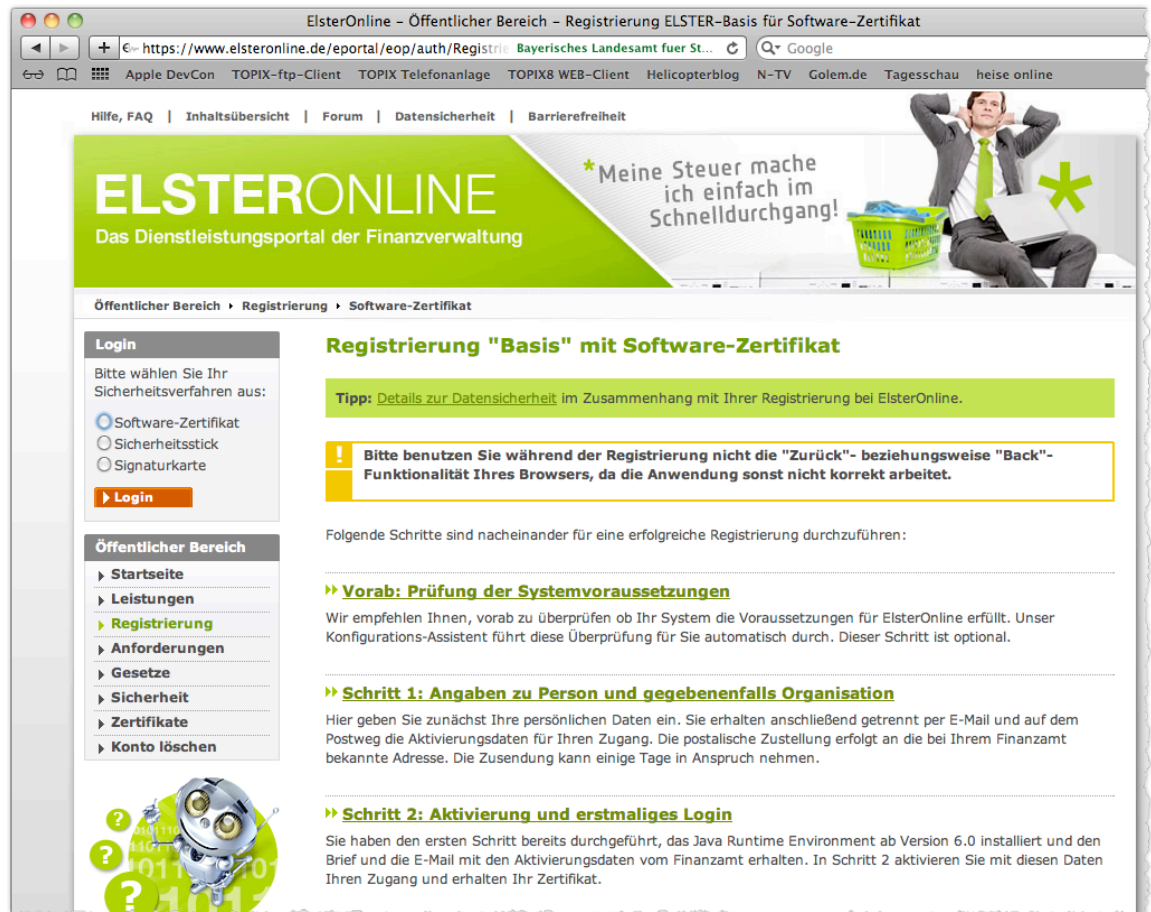 ElsterOnline – Öffentlicher Bereich – Registrierung ELSTER-Basis für Software-Zertifikat
https://www.elsteronline.de/eportal/eop/auth/Registrie Bayerisches Landesamt fuer St... Google
Apple DevCon TOPIX-ftp-Client TOPIX Telefonanlage TOPIX8 WEB-Client Helicopterblog N-TV Golem.de Tagesschau heise online
Hilfe, FAQ | Inhaltsübersicht | Forum | Datensicherheit | Barrierefreiheit
ELSTERONLINE
Das Dienstleistungsportal der Finanzverwaltung
*Meine Steuer mache
ich einfach im
Schnelldurchgang!
Öffentlicher Bereich › Registrierung › Software-Zertifikat
Login
Bitte wählen Sie Ihr
Sicherheitsverfahren aus:
Software-Zertifikat
Sicherheitsstick
Signaturkarte
Login
Öffentlicher Bereich
Startseite
Leistungen
Registrierung
Anforderungen
Gesetze
Sicherheit
Zertifikate
Konto löschen
Registrierung "Basis" mit Software-Zertifikat
Tipp: Details zur Datensicherheit im Zusammenhang mit Ihrer Registrierung bei ElsterOnline.
! Bitte benutzen Sie während der Registrierung nicht die "Zurück"- beziehungsweise "Back"-
Funktionalität Ihres Browsers, da die Anwendung sonst nicht korrekt arbeitet.
Folgende Schritte sind nacheinander für eine erfolgreiche Registrierung durchzuführen:
Vorab: Prüfung der Systemvoraussetzungen
Wir empfehlen Ihnen, vorab zu überprüfen ob Ihr System die Voraussetzungen für ElsterOnline erfüllt. Unser
Konfigurations-Assistent führt diese Überprüfung für Sie automatisch durch. Dieser Schritt ist optional.
Schritt 1: Angaben zu Person und gegebenenfalls Organisation
Hier geben Sie zunächst Ihre persönlichen Daten ein. Sie erhalten anschließend getrennt per E-Mail und auf dem
Postweg die Aktivierungsdaten für Ihren Zugang. Die postalische Zustellung erfolgt an die bei Ihrem Finanzamt
bekannte Adresse. Die Zusendung kann einige Tage in Anspruch nehmen.
Schritt 2: Aktivierung und erstmaliges Login
Sie haben den ersten Schritt bereits durchgeführt, das Java Runtime Environment ab Version 6.0 installiert und den
Brief und die E-Mail mit den Aktivierungsdaten vom Finanzamt erhalten. In Schritt 2 aktivieren Sie mit diesen Daten
Ihren Zugang und erhalten Ihr Zertifikat.